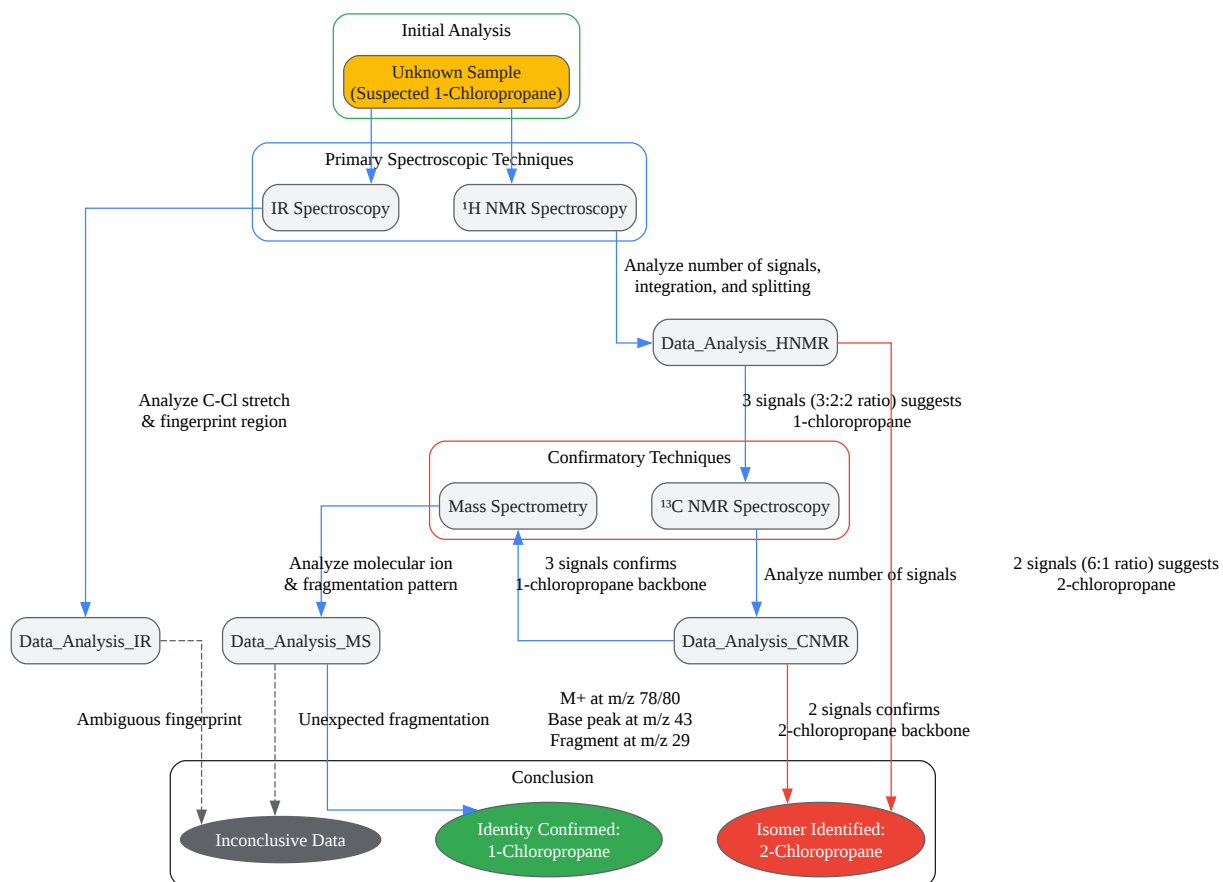 Initial Analysis
Unknown Sample
(Suspected 1-Chloropropane)
Primary Spectroscopic Techniques
IR Spectroscopy
¹H NMR Spectroscopy
Analyze number of signals,
integration, and splitting
Data_Analysis_HNMR
Analyze C-Cl stretch
& fingerprint region
3 signals (3:2:2 ratio) suggests
1-chloropropane
Confirmatory Techniques
Mass Spectrometry
¹³C NMR Spectroscopy
Analyze molecular ion
& fragmentation pattern
3 signals confirms
1-chloropropane backbone
Analyze number of signals
2 signals (6:1 ratio) suggests
2-chloropropane
Data_Analysis_IR
Data_Analysis_MS
Data_Analysis_CNMR
Ambiguous fingerprint
Unexpected fragmentation
M+ at m/z 78/80
Base peak at m/z 43
Fragment at m/z 29
2 signals confirms
2-chloropropane backbone
Conclusion
Inconclusive Data
Identity Confirmed:
1-Chloropropane
Isomer Identified:
2-Chloropropane